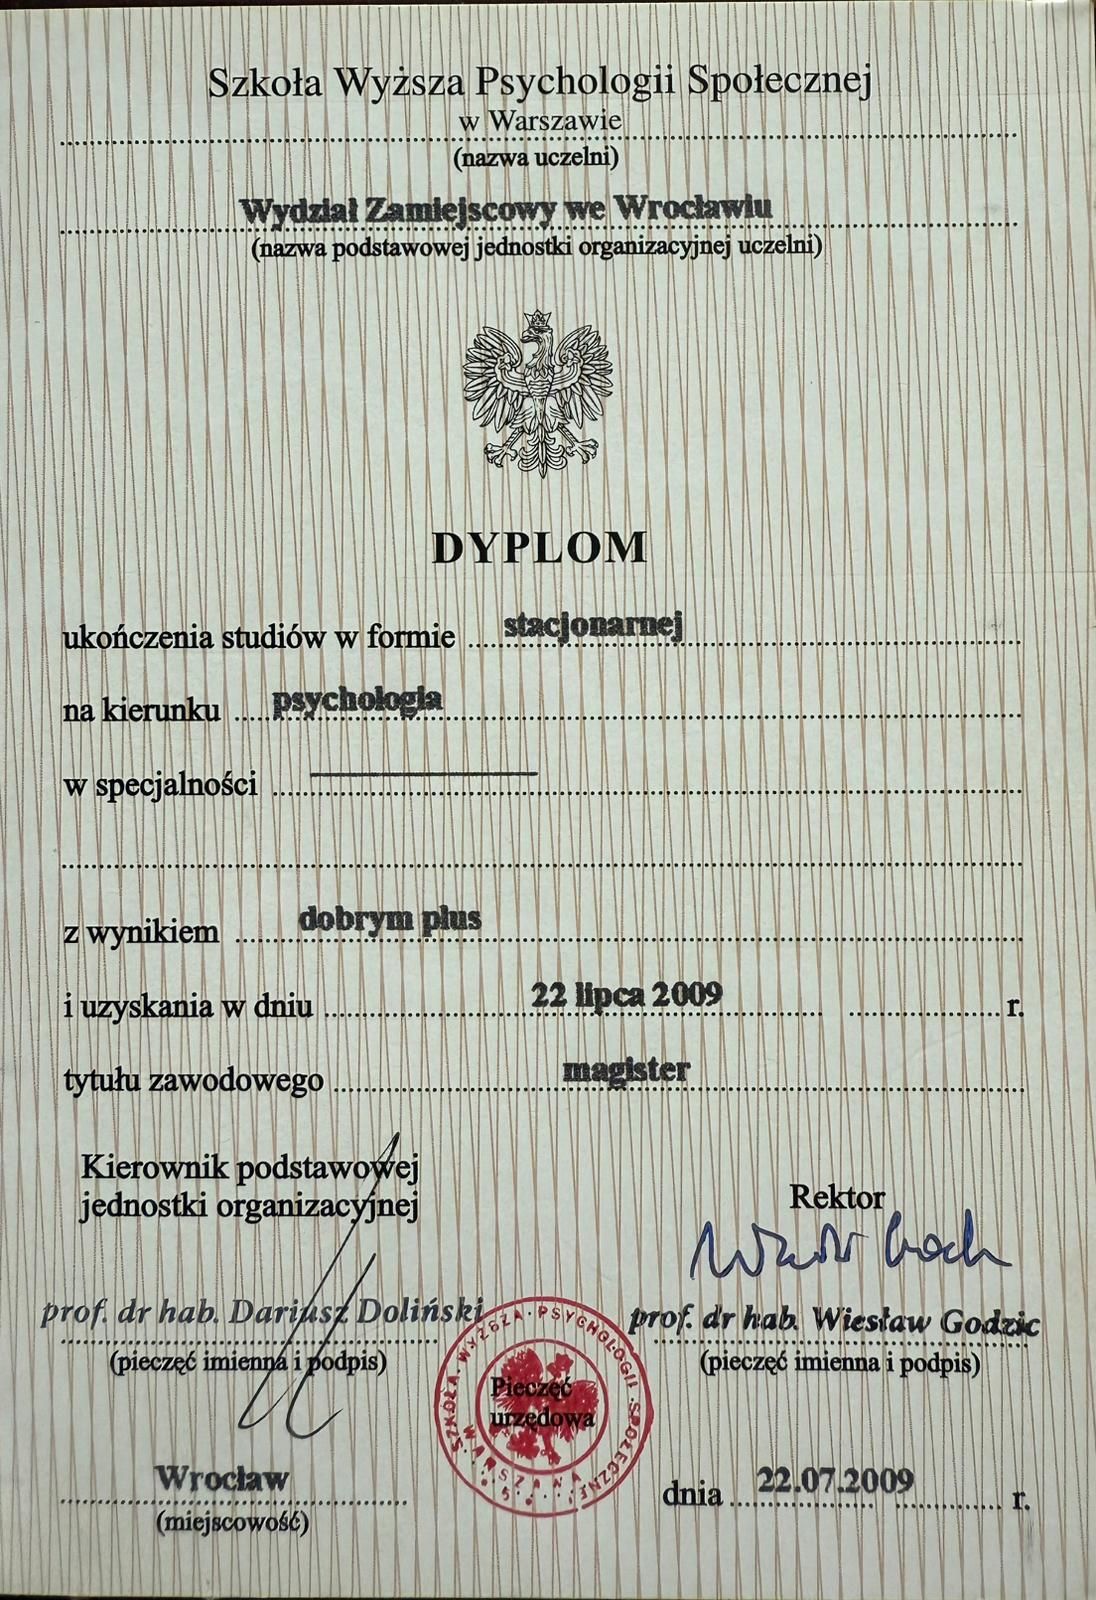 Szkoła Wyższa Psychologii Społecznej
w Warszawie
(nazwa uczelni)
Wydział Zamiejscowy we Wrocławiu
(nazwa podstawowej jednostki organizacyjnej uczelni)
DYPLOM
ukończenia studiów w formie stacjonarnej
na kierunku psychologia
w specjalności
z wynikiem dobrym plus
i uzyskania w dniu 22 lipca 2009 r.
tytułu zawodowego magister
Kierownik podstawowej
jednostki organizacyjnej
Rektor
prof. dr hab. Dariusz Doliński
prof. dr hab. Wiesław Godzic
(pieczęć imienna i podpis)
(pieczęć imienna i podpis)
SZKOŁA WYŻSZA PSYCHOLOGII SPOŁECZNEJ
WARSZAWA
Pieczęć
urzędowa
Wrocław
(miejscowość)
dnia 22.07.2009 r.